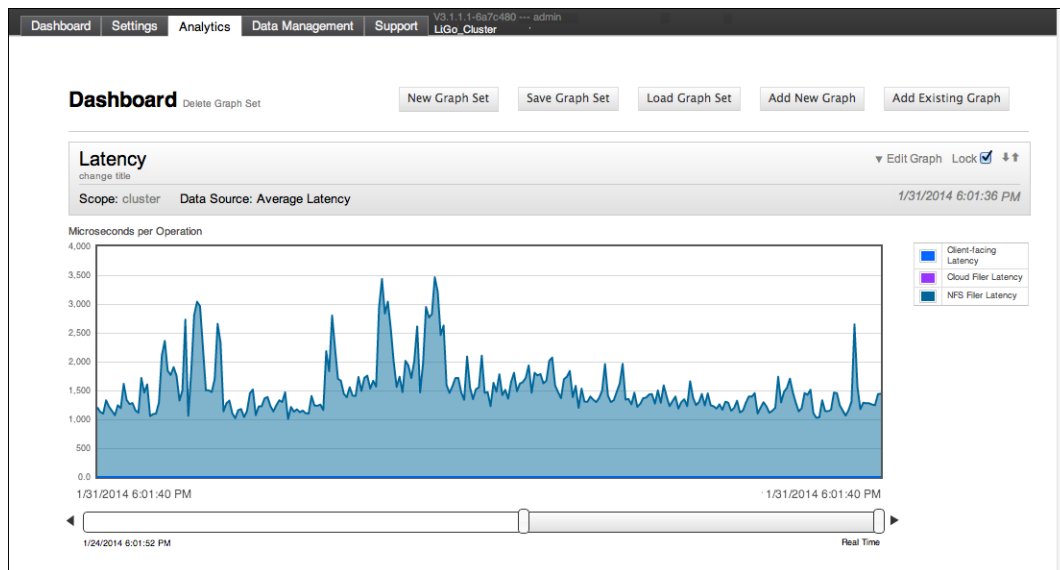 Dashboard Settings Analytics Data Management Support V3.1.1.1-6a7c480 --- admin
LiGo_Cluster
Dashboard Delete Graph Set New Graph Set Save Graph Set Load Graph Set Add New Graph Add Existing Graph
Latency ▼ Edit Graph Lock
change title
Scope: cluster Data Source: Average Latency 1/31/2014 6:01:36 PM
Microseconds per Operation
4,000
3,500
3,000
2,500
2,000
1,500
1,000
500
0.0
Client-facing
Latency
Cloud Filer Latency
NFS Filer Latency
1/31/2014 6:01:40 PM 1/31/2014 6:01:40 PM
1/24/2014 6:01:52 PM Real Time